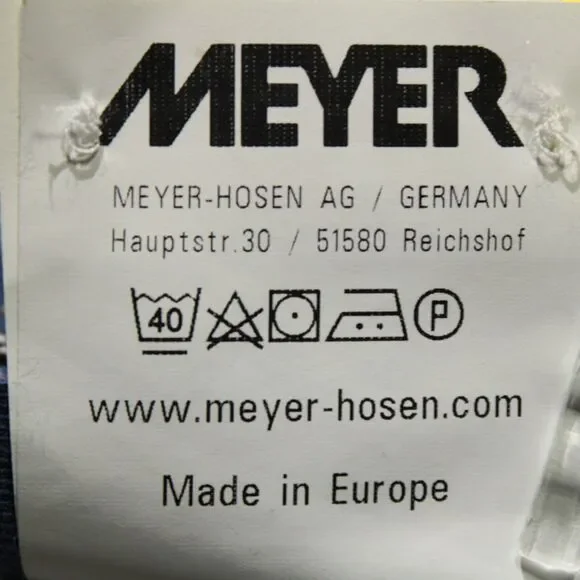 MEYER
MEYER-HOSEN AG / GERMANY
Hauptstr.30 / 51580 Reichshof
40 P
www.meyer-hosen.com
Made in Europe